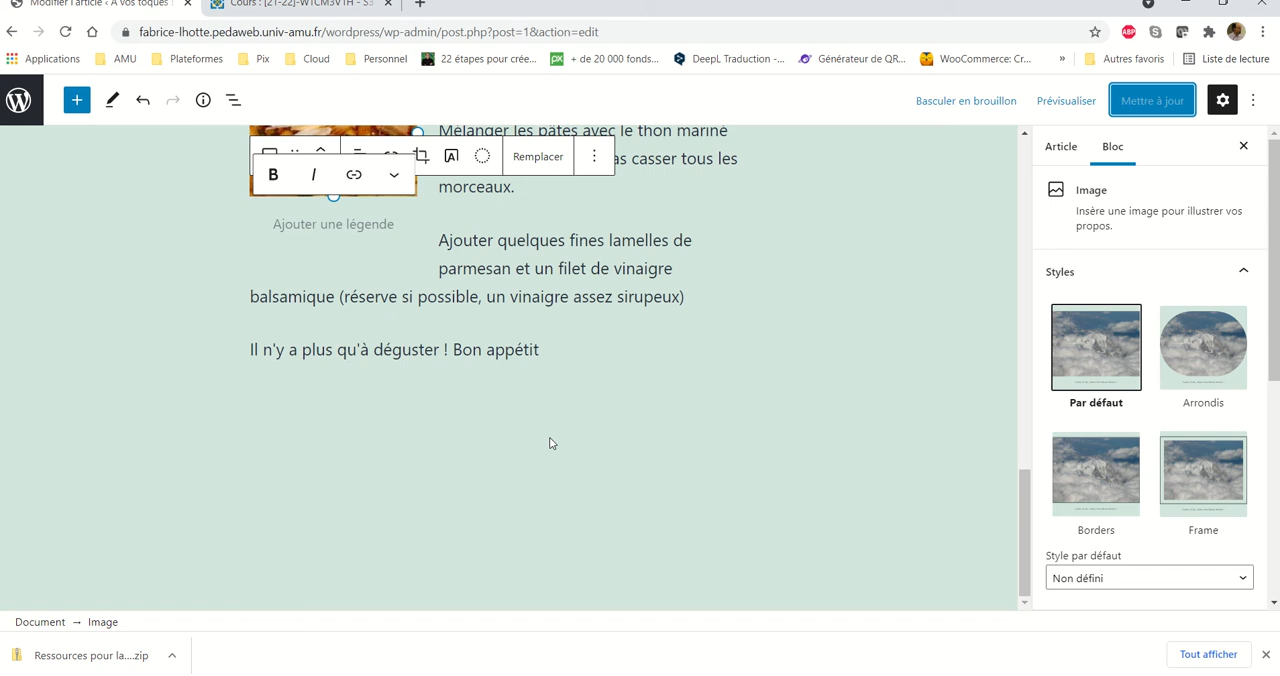 Modifier l'article ‹ À vos toques !
Cours : [21-22]-W1CM3V1H - S3
fabrice-lhotte.pedaweb.univ-amu.fr/wordpress/wp-admin/post.php?post=1&action=edit
Applications AMU Plateformes Pix Cloud Personnel 22 étapes pour crée... + de 20 000 fonds... DeepL Traduction -... Générateur de QR... WooCommerce: Cr... » Autres favoris Liste de lecture
Basculer en brouillon Prévisualiser Mettre à jour
Mélanger les pâtes avec le thon mariné
as casser tous les
morceaux.
Remplacer
B I
Ajouter une légende
Ajouter quelques fines lamelles de
parmesan et un filet de vinaigre
balsamique (réserve si possible, un vinaigre assez sirupeux)
Il n'y a plus qu'à déguster ! Bon appétit
Article Bloc
Image
Insère une image pour illustrer vos
propos.
Styles
Par défaut Arrondis
Borders Frame
Style par défaut
Non défini
Document → Image
Ressources pour la....zip
Tout afficher